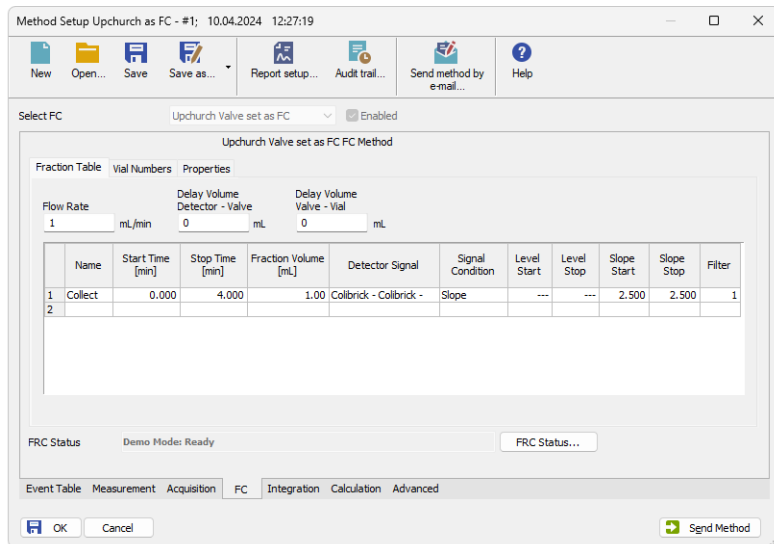 Method Setup Upchurch as FC - #1;   10.04.2024   12:27:19
New Open... Save Save as... Report setup... Audit trail... Send method by e-mail... Help
Select FC Upchurch Valve set as FC Enabled
Upchurch Valve set as FC FC Method
Fraction Table Vial Numbers Properties
Flow Rate Delay Volume Detector - Valve Delay Volume Valve - Vial
1 mL/min 0 mL 0 mL
Name Start Time [min] Stop Time [min] Fraction Volume [mL] Detector Signal Signal Condition Level Start Level Stop Slope Start Slope Stop Filter
1 Collect 0.000 4.000 1.00 Colibrick - Colibrick - Slope --- --- 2.500 2.500 1
2
FRC Status Demo Mode: Ready FRC Status...
Event Table Measurement Acquisition FC Integration Calculation Advanced
OK Cancel Send Method